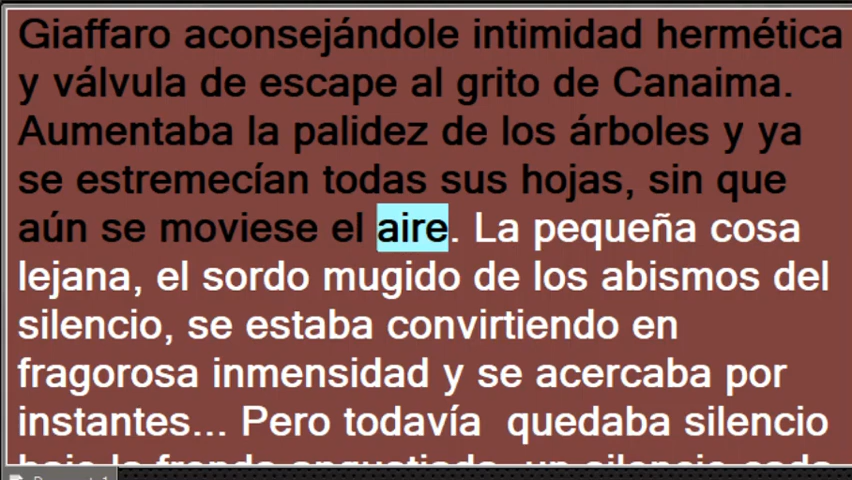 Giaffaro aconsejándole intimidad hermética
y válvula de escape al grito de Canaima.
Aumentaba la palidez de los árboles y ya
se estremecían todas sus hojas, sin que
aún se moviese el aire. La pequeña cosa
lejana, el sordo mugido de los abismos del
silencio, se estaba convirtiendo en
fragorosa inmensidad y se acercaba por
instantes... Pero todavía quedaba silencio